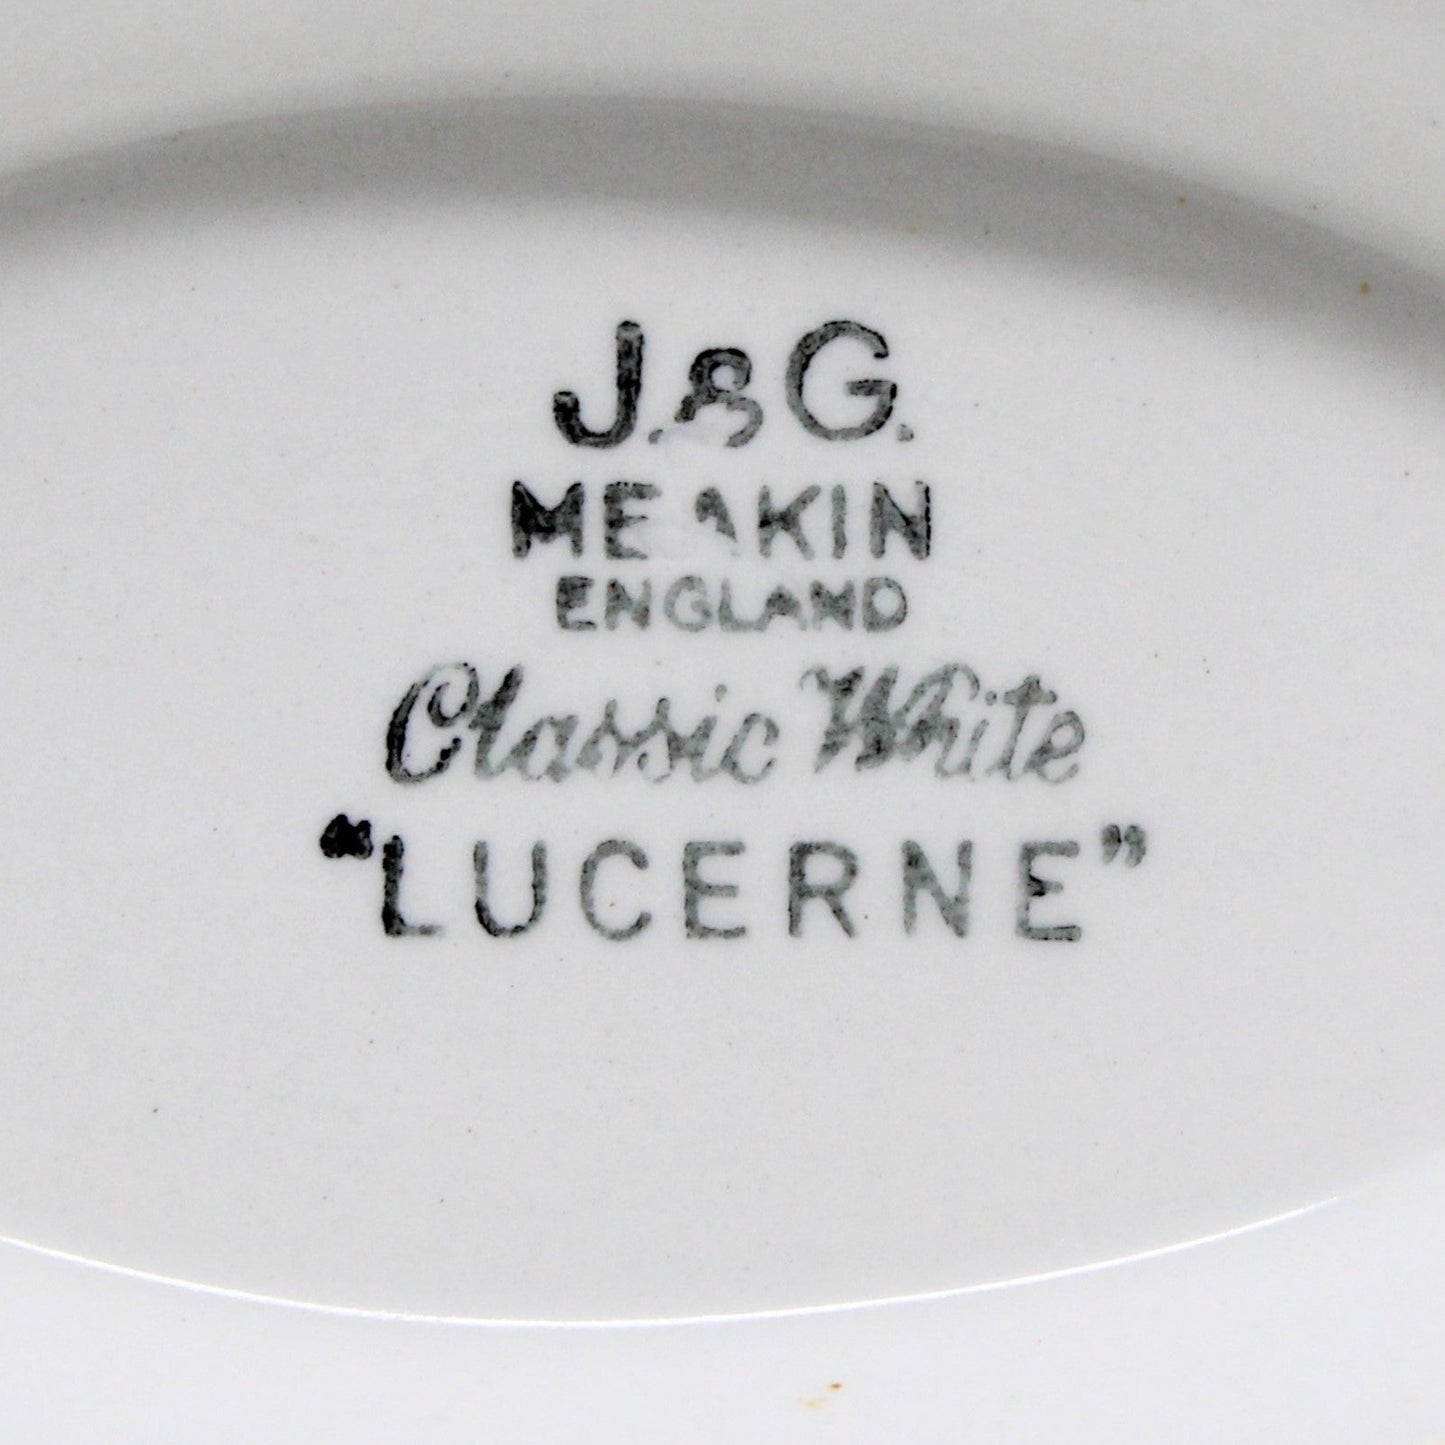 J. & G.
MEAKIN
ENGLAND
Classic White
“LUCERNE”